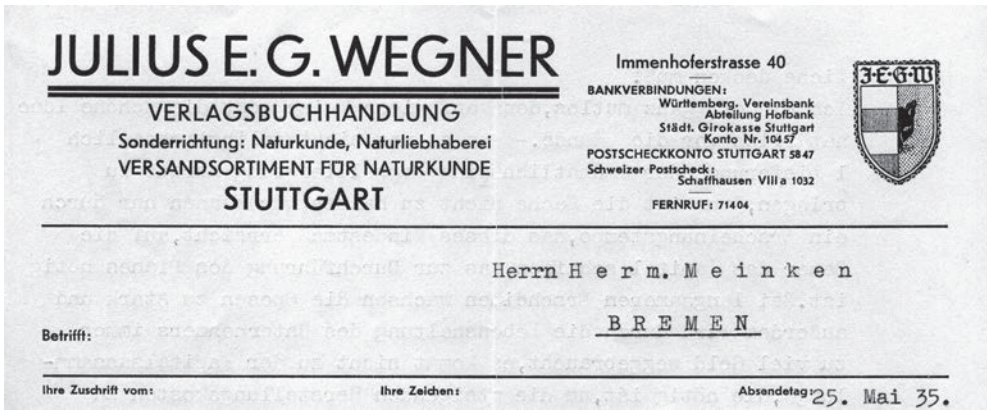 JULIUS E. G. WEGNER
VERLAGSBUCHHANDLUNG
Sonderrichtung: Naturkunde, Naturliebhaberei
VERSANDSORTIMENT FÜR NATURKUNDE
STUTTGART
Immenhoferstrasse 40
BANKVERBINDUNGEN:
Württemberg. Vereinsbank
Abteilung Hofbank
Städt. Girokasse Stuttgart
Konto Nr. 10457
POSTSCHECKKONTO STUTTGART 5847
Schweizer Postscheck:
Schaffhausen VIII a 1032
FERNRUF: 71404
J·E·G·W
Herrn H e r m. M e i n k e n
B R E M E N
Betrifft:
Ihre Zuschrift vom: Ihre Zeichen: Absendetag: 25. Mai 35.